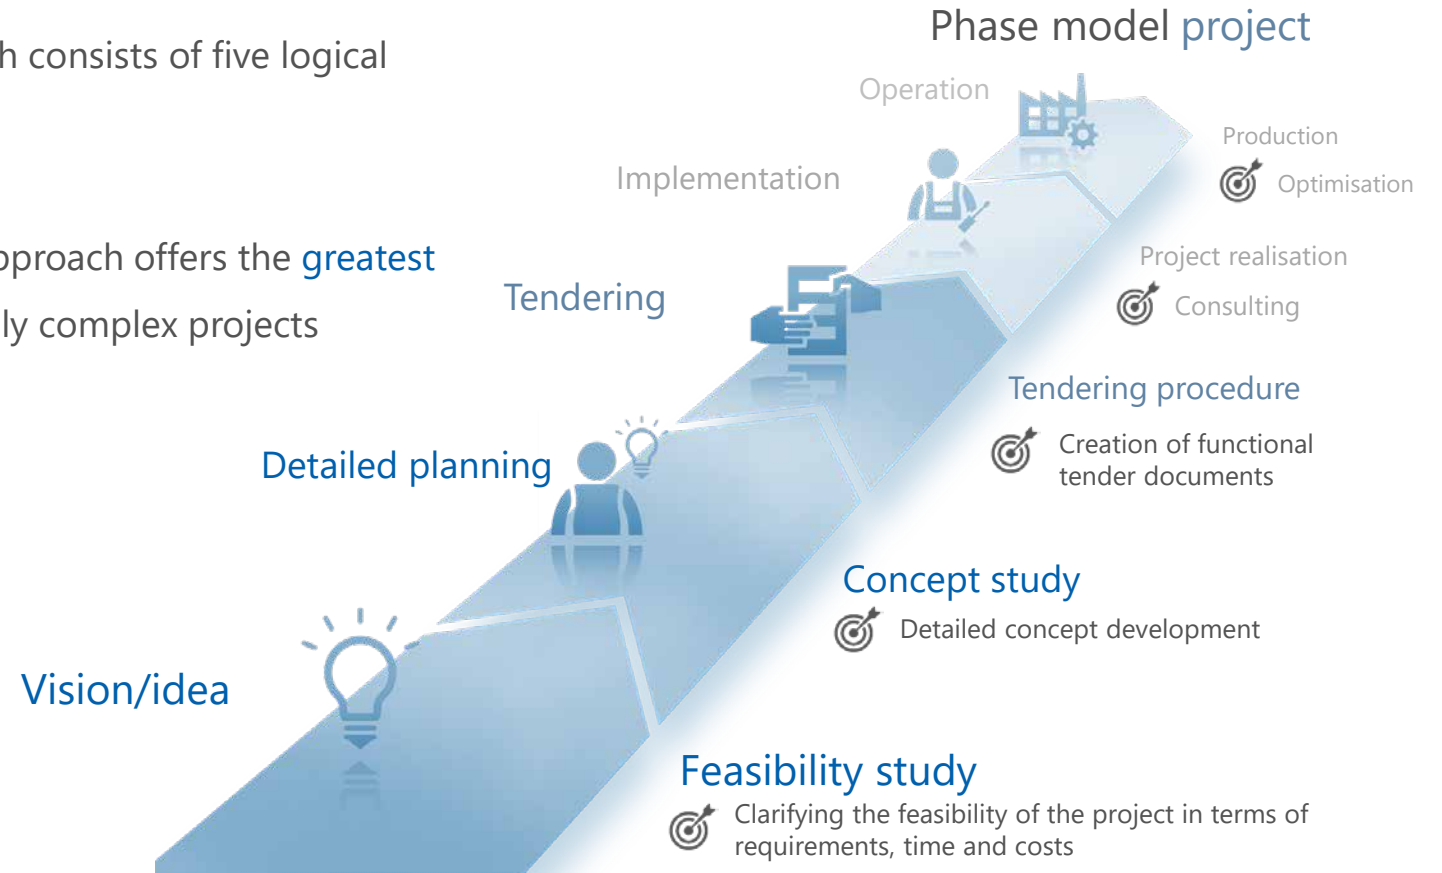 Phase model project
h consists of five logical
Operation
Production
Optimisation
Implementation
Project realisation
Consulting
pproach offers the greatest
ly complex projects
Tendering
Tendering procedure
Creation of functional
tender documents
Detailed planning
Concept study
Detailed concept development
Vision/idea
Feasibility study
Clarifying the feasibility of the project in terms of
requirements, time and costs